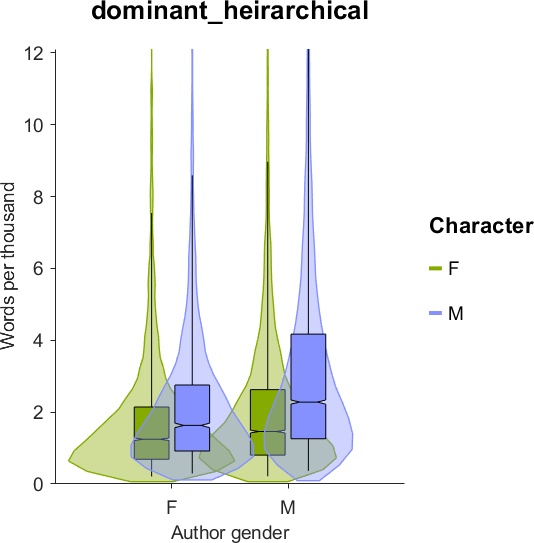 dominant_heirarchical
12
10
8
6
4
2
0
Words per thousand
F
M
Author gender
Character
F
M